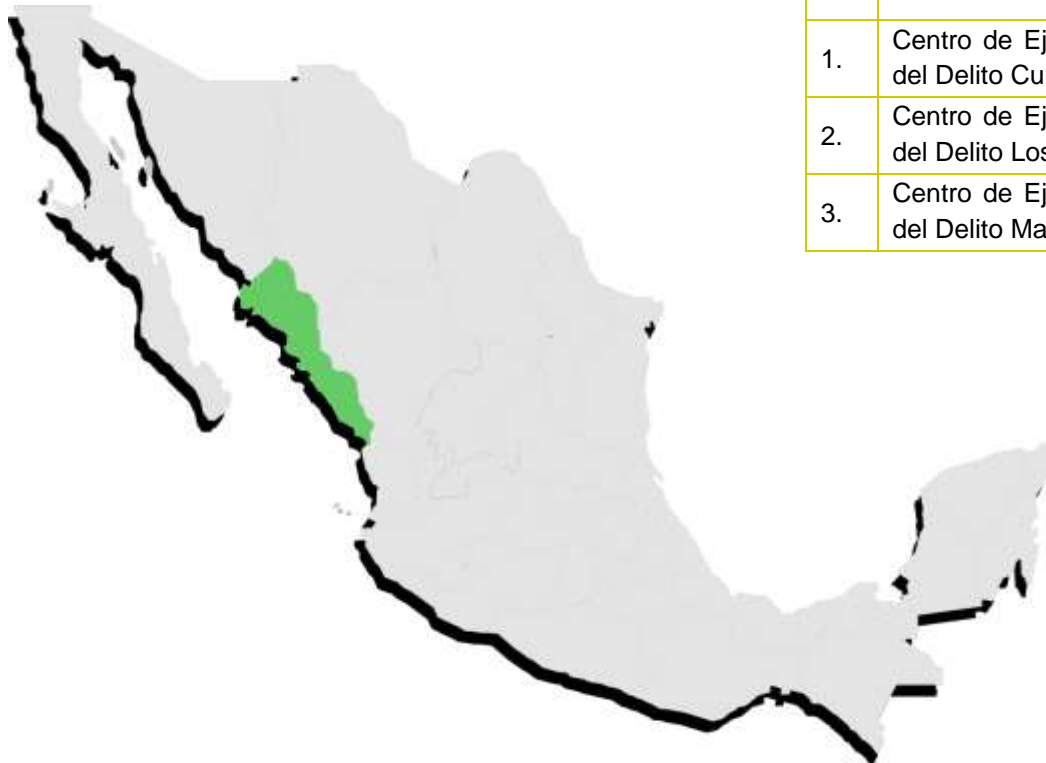 1.
Centro de Ej
del Delito Cu
2.
Centro de Ej
del Delito Los
3.
Centro de Ej
del Delito Ma